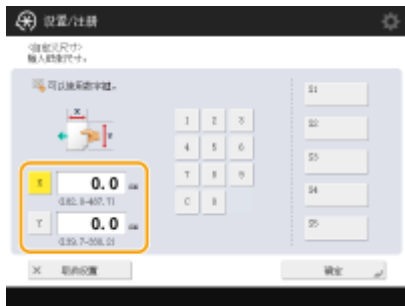 设置/注册
<自定义尺寸>
输入原稿尺寸。
可以使用数字键。
X
Y
1 2 3
4 5 6
7 8 9
C 0
S1
S2
S3
S4
S5
X 0.0 mm
Y 0.0 mm
× 取消设置
确定